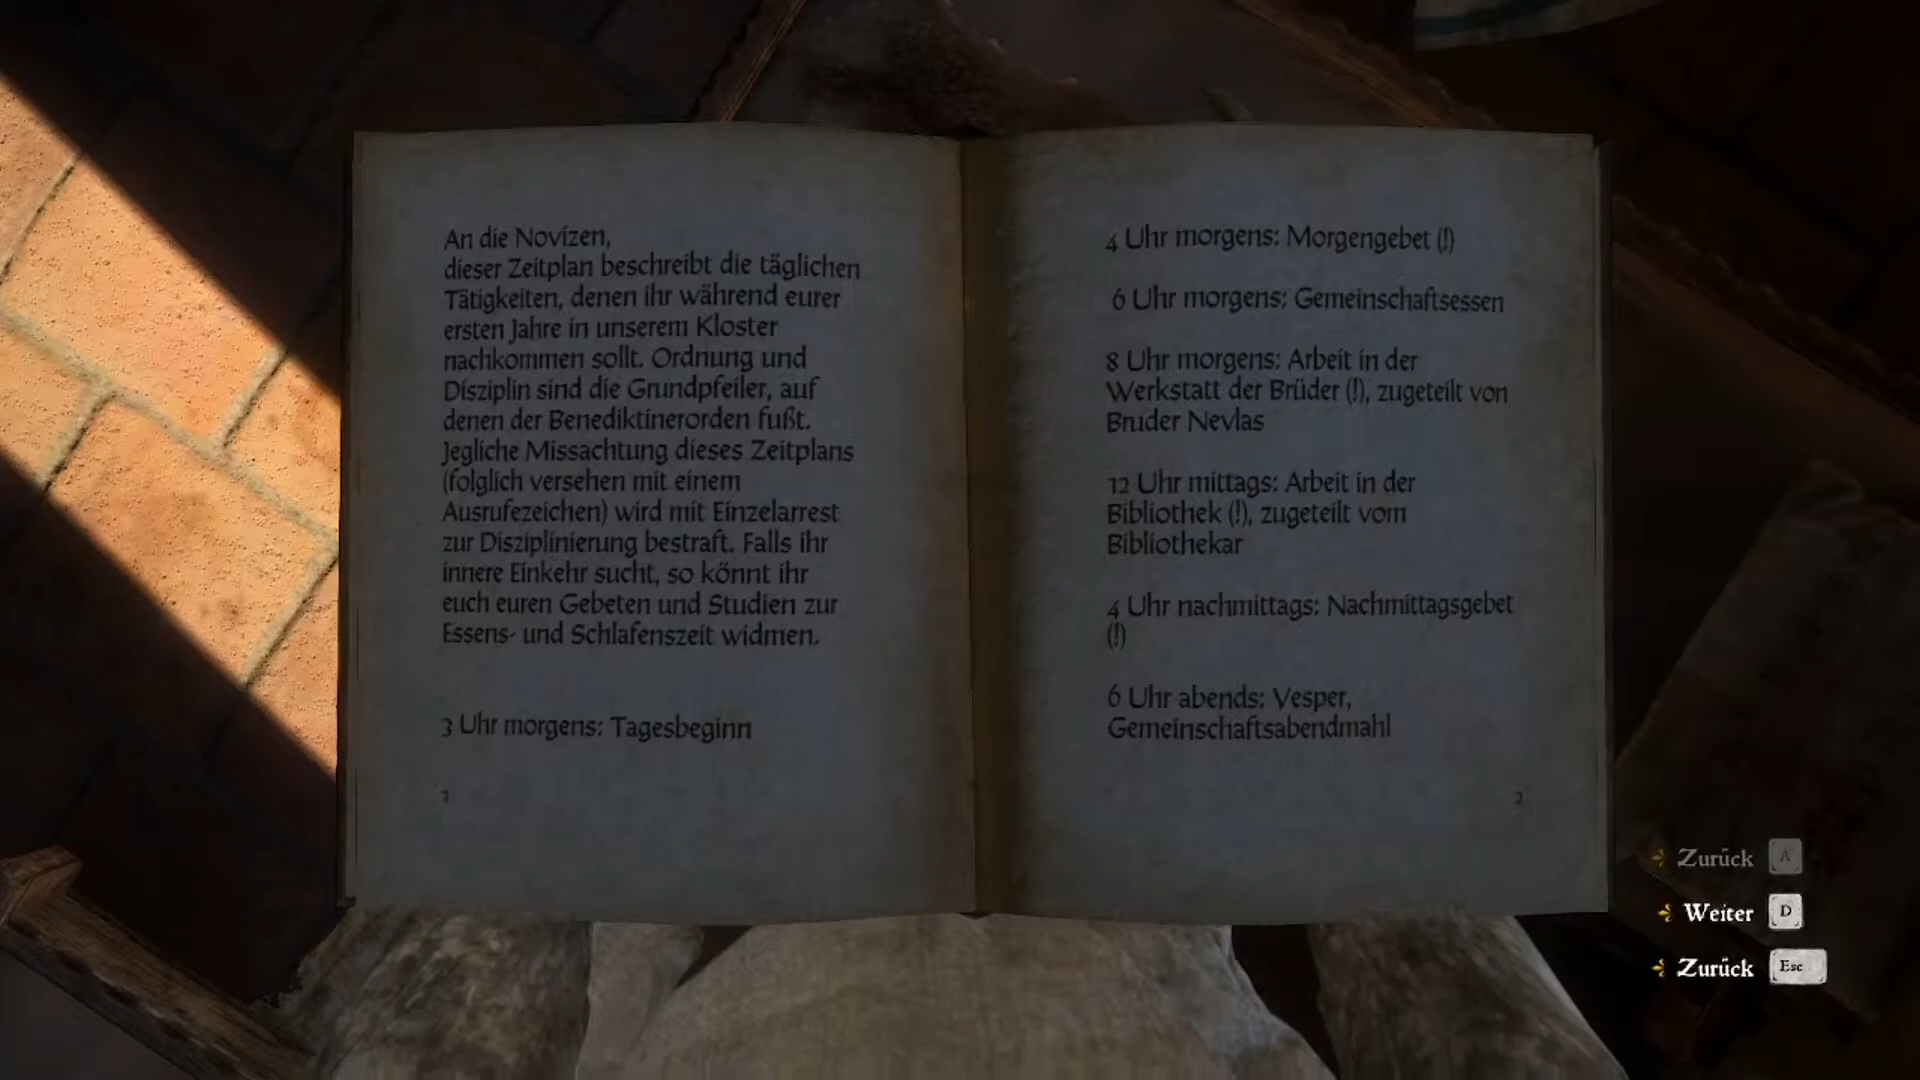 An die Novizen,
dieser Zeitplan beschreibt die täglichen
Tätigkeiten, denen ihr während eurer
ersten Jahre in unserem Kloster
nachkommen sollt. Ordnung und
Disziplin sind die Grundpfeiler, auf
denen der Benediktinerorden fußt.
Jegliche Missachtung dieses Zeitplans
(folglich versehen mit einem
Ausrufezeichen) wird mit Einzelarrest
zur Disziplinierung bestraft. Falls ihr
innere Einkehr sucht, so könnt ihr
euch euren Gebeten und Studien zur
Essens- und Schlafenszeit widmen.
3 Uhr morgens: Tagesbeginn
1
4 Uhr morgens: Morgengebet (!)
6 Uhr morgens: Gemeinschaftsessen
8 Uhr morgens: Arbeit in der
Werkstatt der Brüder (!), zugeteilt von
Bruder Nevlas
12 Uhr mittags: Arbeit in der
Bibliothek (!), zugeteilt vom
Bibliothekar
4 Uhr nachmittags: Nachmittagsgebet
(!)
6 Uhr abends: Vesper,
Gemeinschaftsabendmahl
2
Zurück A
Weiter D
Zurück Esc